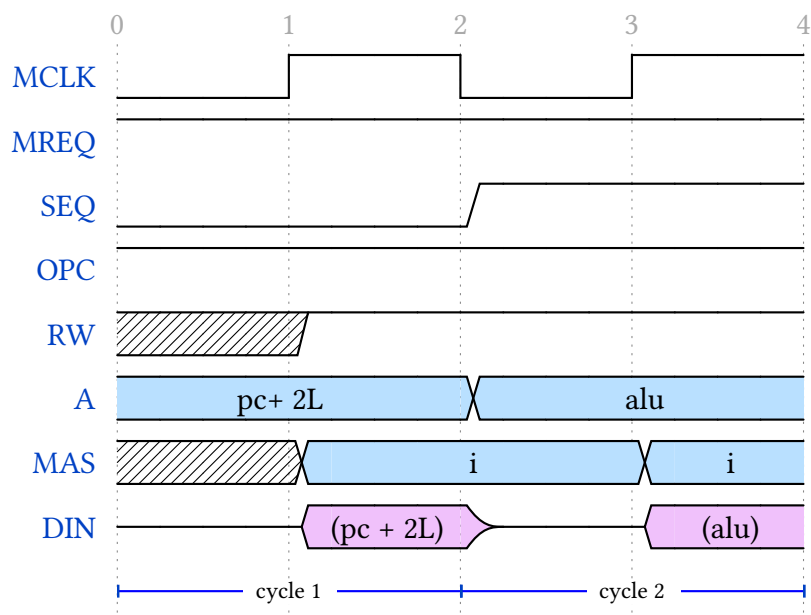 0 1 2 3 4
MCLK
MREQ
SEQ
OPC
RW
A pc+ 2L alu
MAS i i
DIN (pc + 2L) (alu)
cycle 1 cycle 2